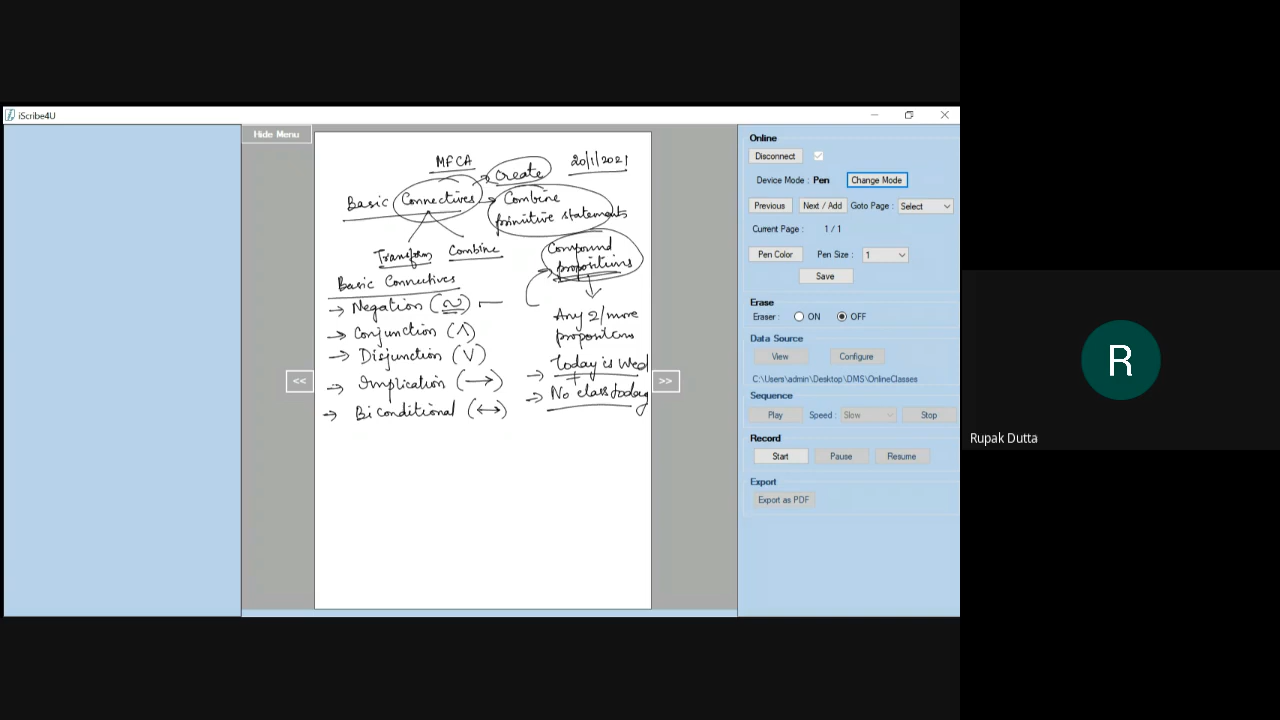 iScribe4U
Hide Menu
MFCA
20/1/2021
Create
Basic Connectives
Combine
primitive statements
Transform Combine
Compound
propositions
Basic Connectives
→ Negation (~) ¬
→ Conjunction (∧)
→ Disjunction (∨)
→ Implication (→)
→ Biconditional (↔)
Any 2/more
propositions
→ Today is Wed
+
→ No class today
<<
>>
Online
Disconnect
Device Mode : Pen Change Mode
Previous Next / Add Goto Page : Select
Current Page : 1 / 1
Pen Color Pen Size : 1
Save
Erase
Eraser : ON OFF
Data Source
View Configure
C:\Users\admin\Desktop\DMS\OnlineClasses
Sequence
Play Speed : Slow Stop
Record
Start Pause Resume
Export
Export as PDF
R
Rupak Dutta